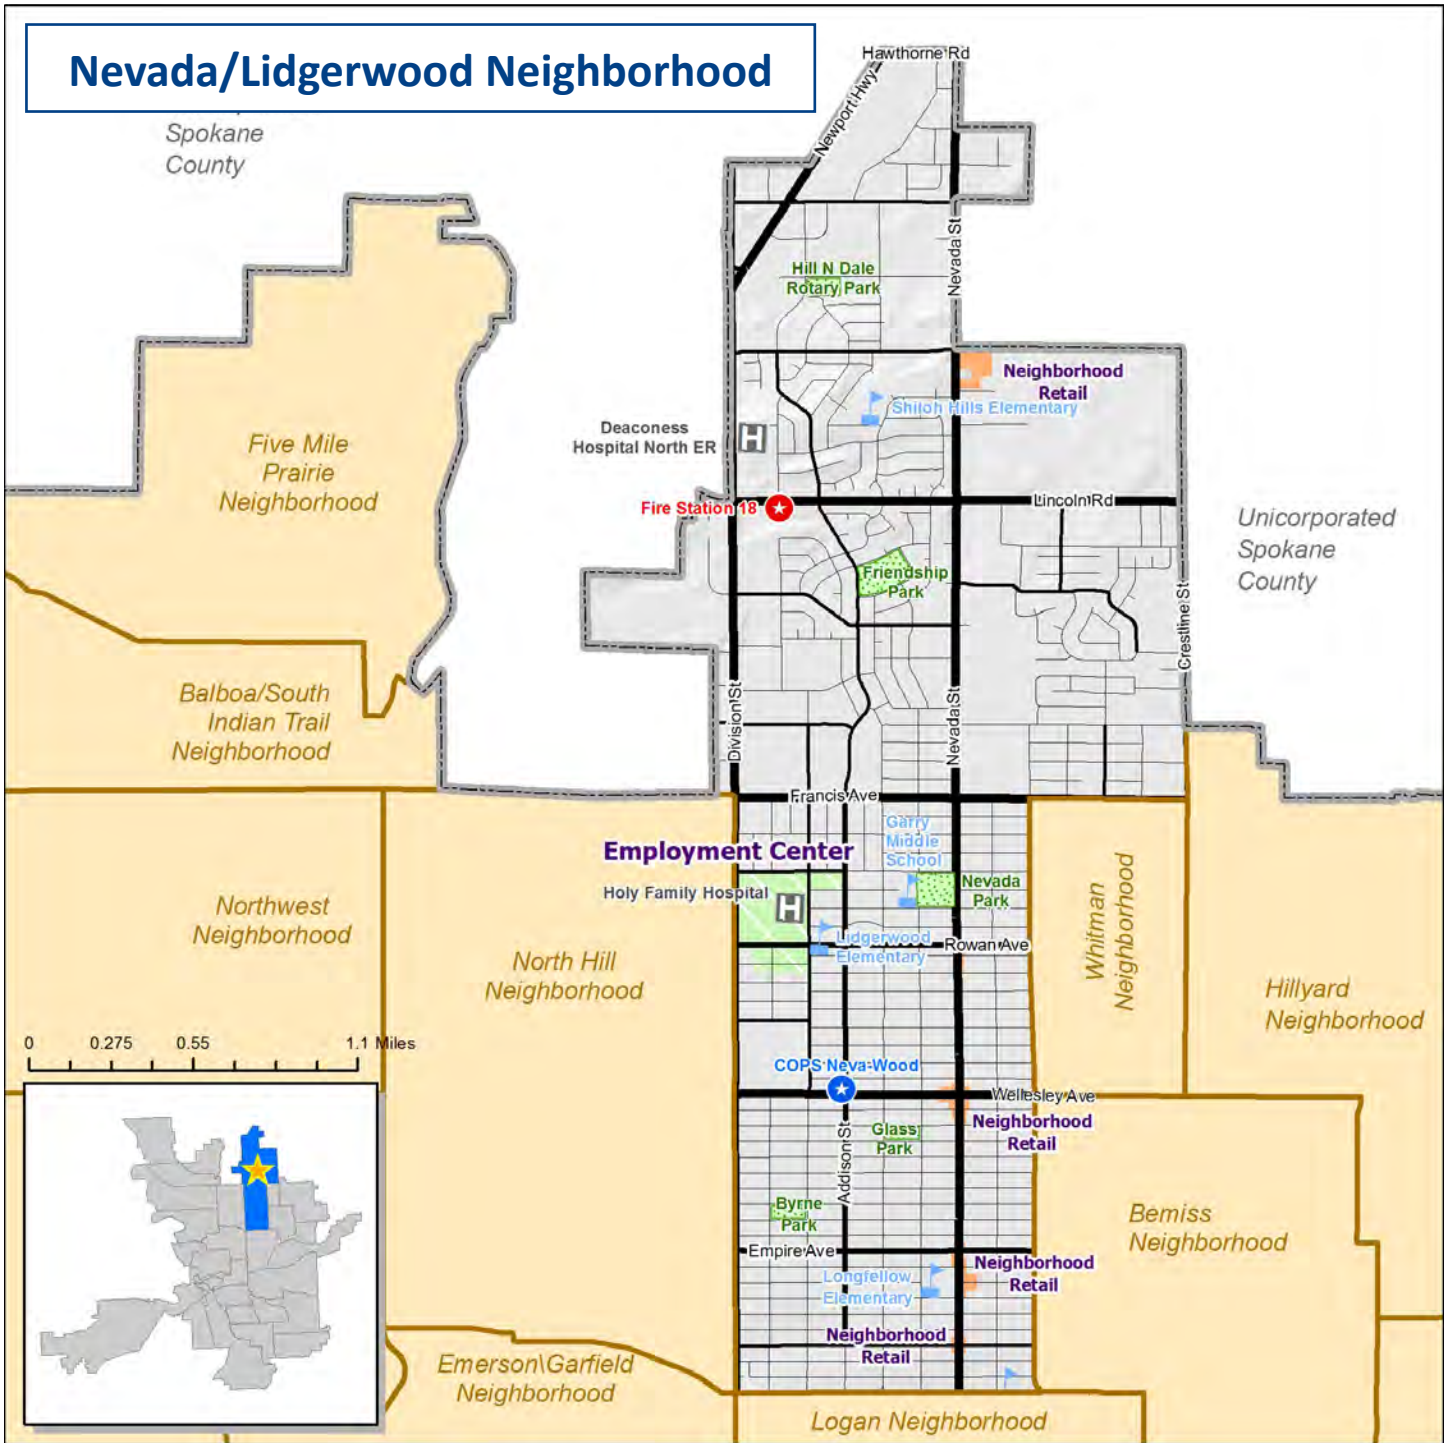 Nevada/Lidgerwood Neighborhood
Hawthorne Rd
Newport Hwy
Spokane
County
Nevada St
Hill N Dale
Rotary Park
Neighborhood
Retail
Shiloh Hills Elementary
Deaconess
Hospital North ER
H
Five Mile
Prairie
Neighborhood
Fire Station 18
Lincoln Rd
Unicorporated
Spokane
County
Friendship
Park
Crestline St
Balboa/South
Indian Trail
Neighborhood
Division St
Nevada St
Francis Ave
Garry
Middle
School
Employment Center
Holy Family Hospital
H
Nevada
Park
Whitman
Neighborhood
Northwest
Neighborhood
Lidgerwood
Elementary
Rowan Ave
North Hill
Neighborhood
Hillyard
Neighborhood
0 0.275 0.55 1.1 Miles
COPS Neva-Wood
Wellesley Ave
Neighborhood
Retail
Glass
Park
Addison St
Byrne
Park
Bemiss
Neighborhood
Empire Ave
Neighborhood
Retail
Longfellow
Elementary
Neighborhood
Retail
Emerson\Garfield
Neighborhood
Logan Neighborhood